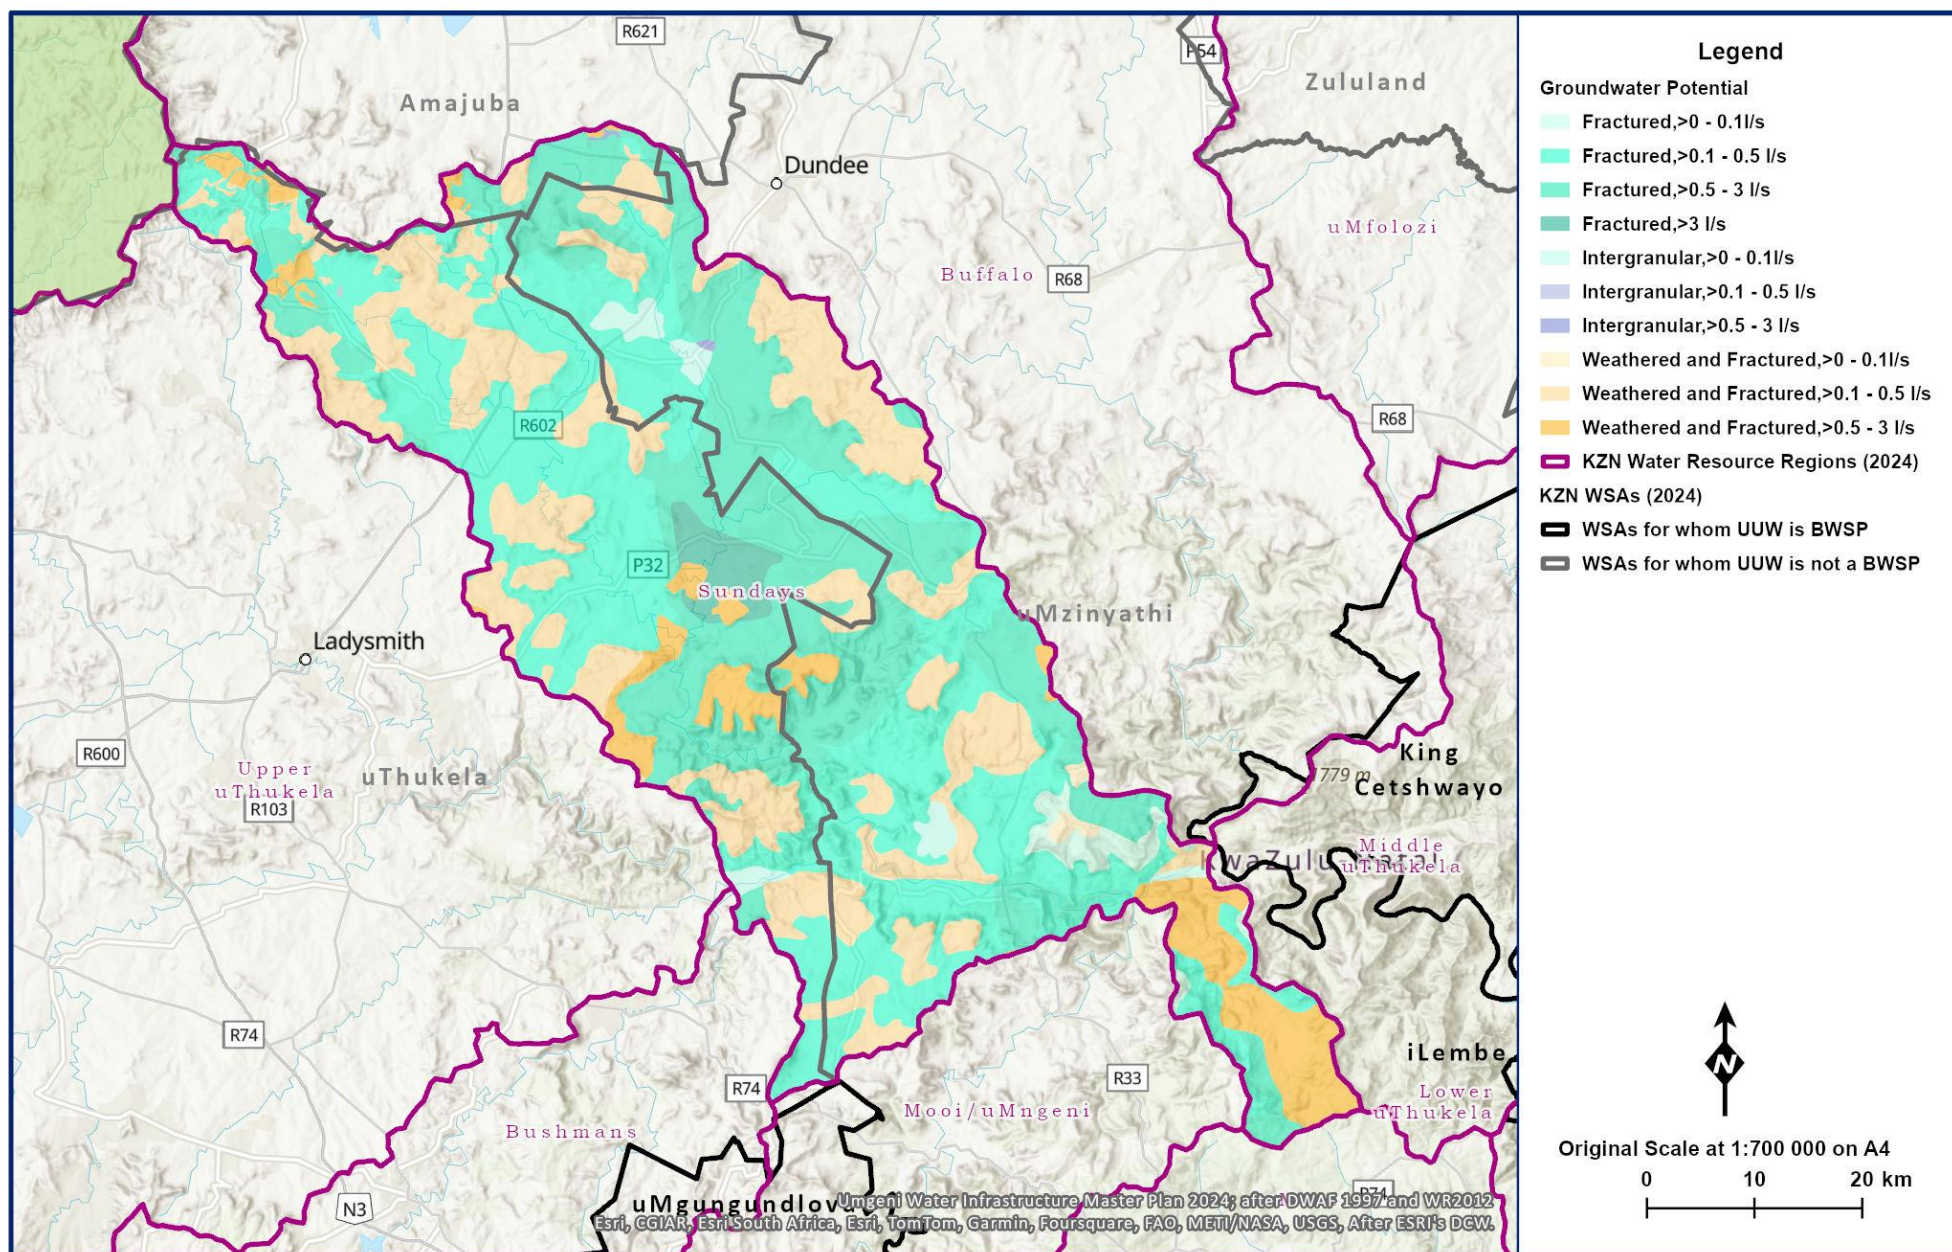 R621
F54
Amajuba
Zululand
Dundee
uMfolozi
Buffalo
R68
R68
R602
P32
Sundays
uMzinyathi
Ladysmith
R600
Upper
uThukela
R103
uThukela
King
Cetshwayo
1779 m
Middle
uThukela
R74
R74
R33
iLembe
Lower
uThukela
Mooi/uMngeni
Bushmans
N3
R74
Umgeni Water Infrastructure Master Plan 2024; after DWAF 1997 and WR2012
Esri, CGIAR, Esri South Africa, Esri, TomTom, Garmin, Foursquare, FAO, METI/NASA, USGS, After ESRI's DCW.
Legend
Groundwater Potential
Fractured,>0 - 0.1l/s
Fractured,>0.1 - 0.5 l/s
Fractured,>0.5 - 3 l/s
Fractured,>3 l/s
Intergranular,>0 - 0.1l/s
Intergranular,>0.1 - 0.5 l/s
Intergranular,>0.5 - 3 l/s
Weathered and Fractured,>0 - 0.1l/s
Weathered and Fractured,>0.1 - 0.5 l/s
Weathered and Fractured,>0.5 - 3 l/s
KZN Water Resource Regions (2024)
KZN WSAs (2024)
WSAs for whom UUW is BWSP
WSAs for whom UUW is not a BWSP
N
Original Scale at 1:700 000 on A4
0 10 20 km